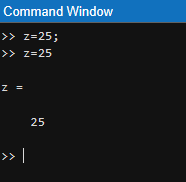 Command Window
>> z=25;
>> z=25
z =
25
>>